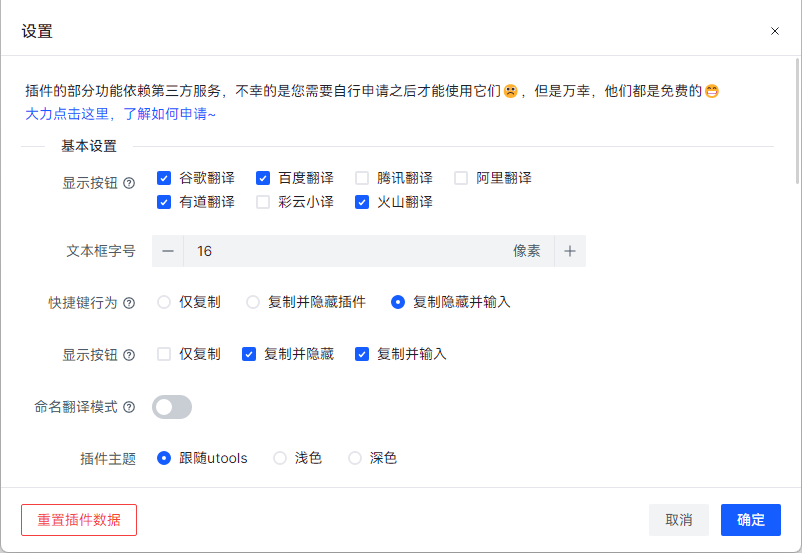 设置
插件的部分功能依赖第三方服务，不幸的是您需要自行申请之后才能使用它们😦，但是万幸，他们都是免费的😁
大力点击这里，了解如何申请~
基本设置
显示按钮 谷歌翻译 百度翻译 腾讯翻译 阿里翻译
有道翻译 彩云小译 火山翻译
文本框字号 16 像素
快捷键行为 仅复制 复制并隐藏插件 复制隐藏并输入
显示按钮 仅复制 复制并隐藏 复制并输入
命名翻译模式
插件主题 跟随utools 浅色 深色
重置插件数据 取消 确定